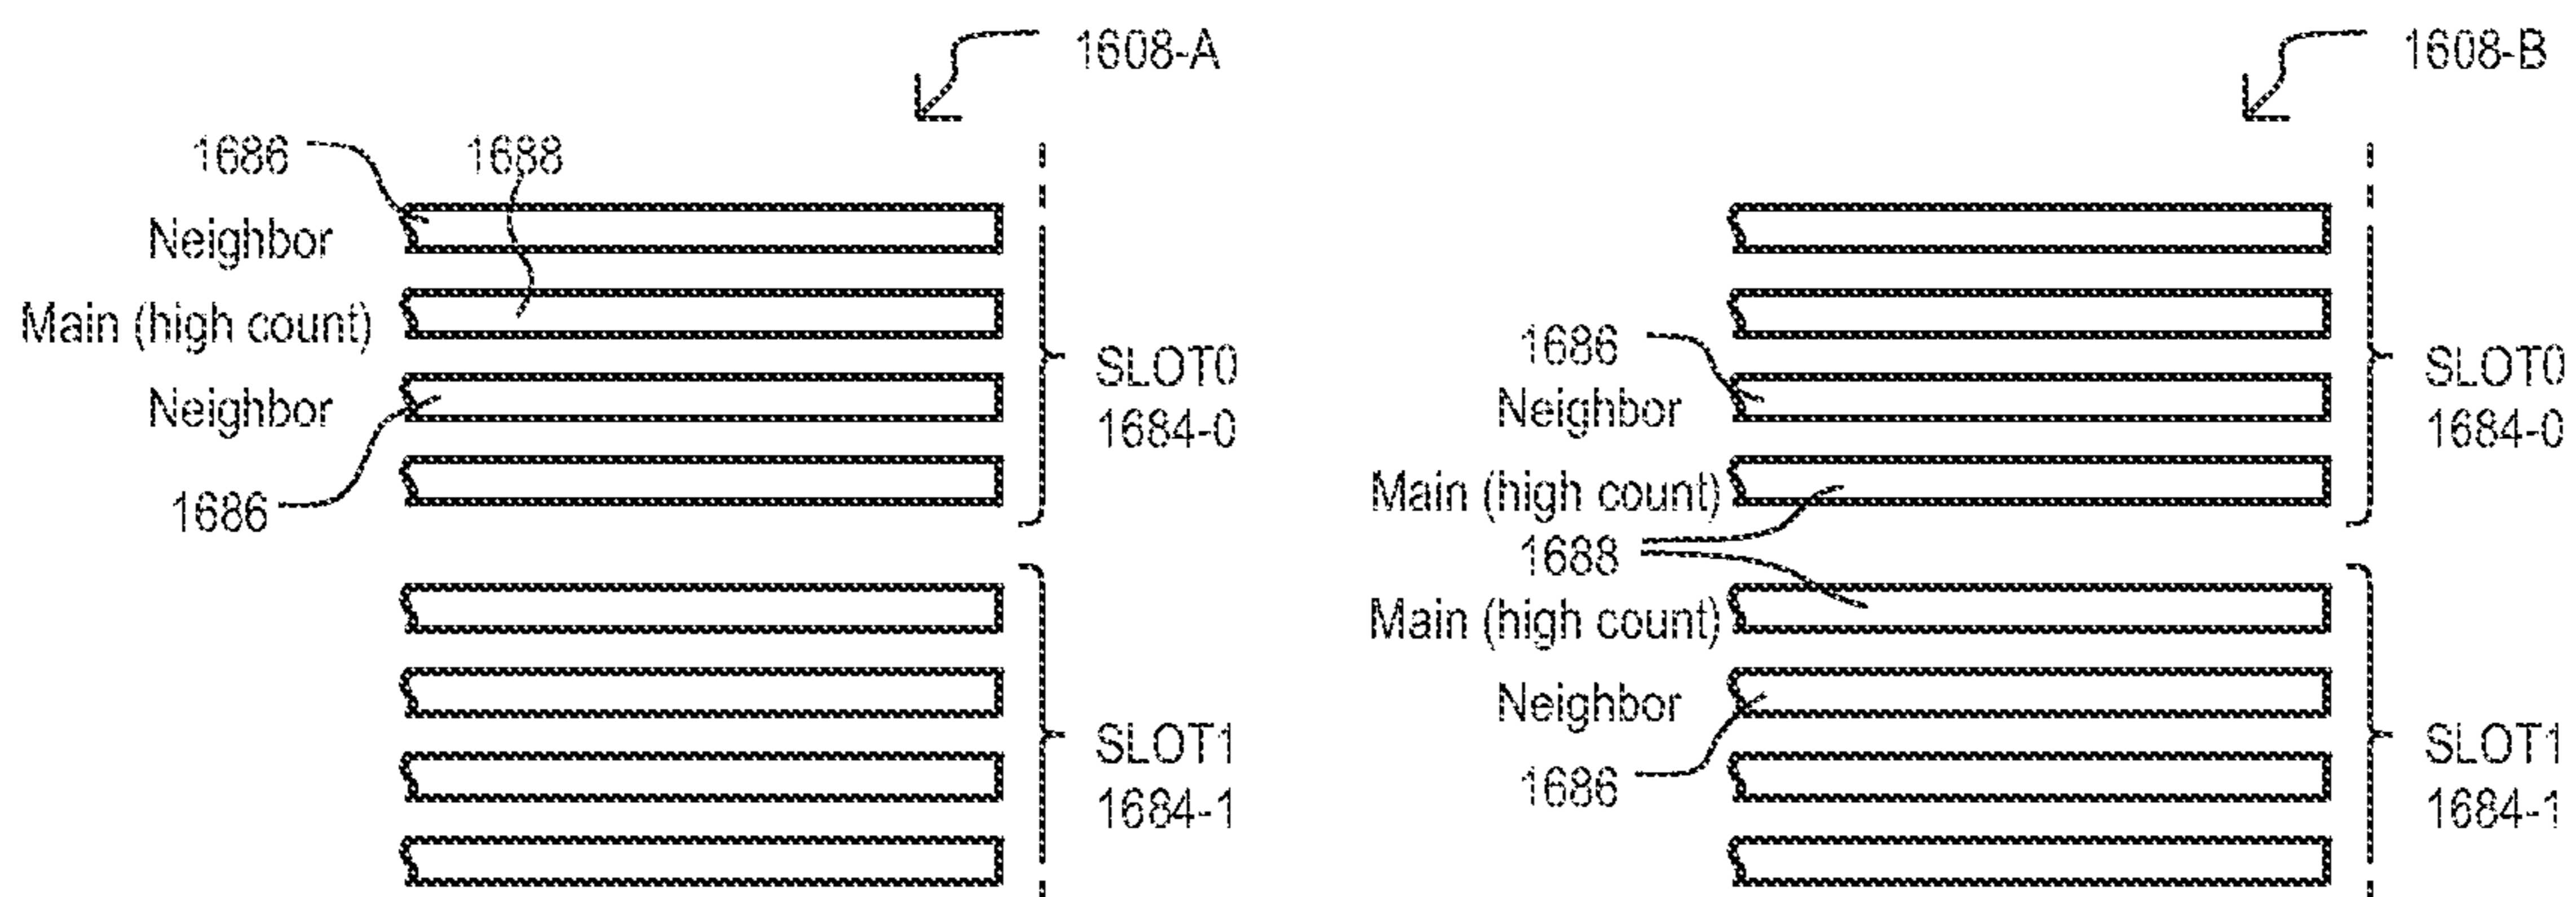 1608-A
1686 1688
Neighbor
Main (high count)
Neighbor
1686
SLOT0
1684-0
SLOT1
1684-1
1608-B
1686
Neighbor
Main (high count)
1688
Main (high count)
Neighbor
1686
SLOT0
1684-0
SLOT1
1684-1